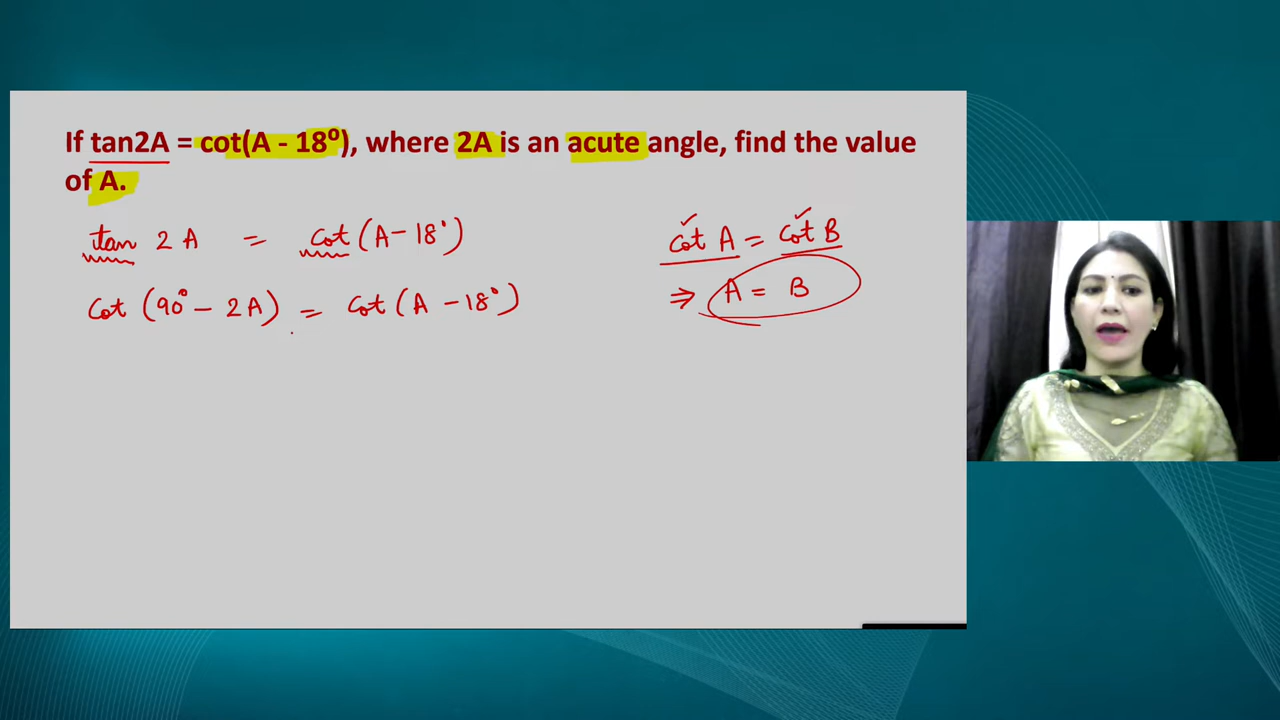 If tan2A = cot(A - 18⁰), where 2A is an acute angle, find the value
of A.
tan 2A = cot(A-18°)
cot (90° - 2A) = cot (A - 18°)
cot A = cot B
⇒ A = B